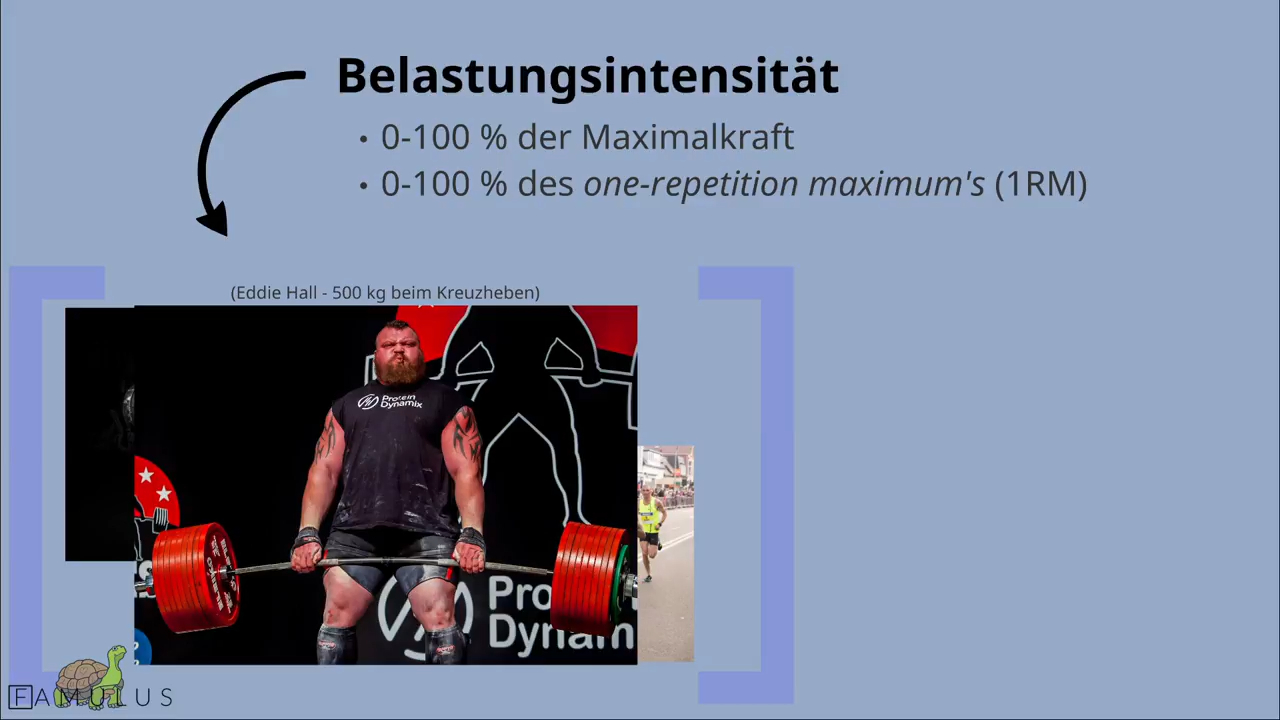 Belastungsintensität
• 0-100 % der Maximalkraft
• 0-100 % des one-repetition maximum's (1RM)
(Eddie Hall - 500 kg beim Kreuzheben)
Protein
Dynamix
Pro
Dynam
FAMULUS